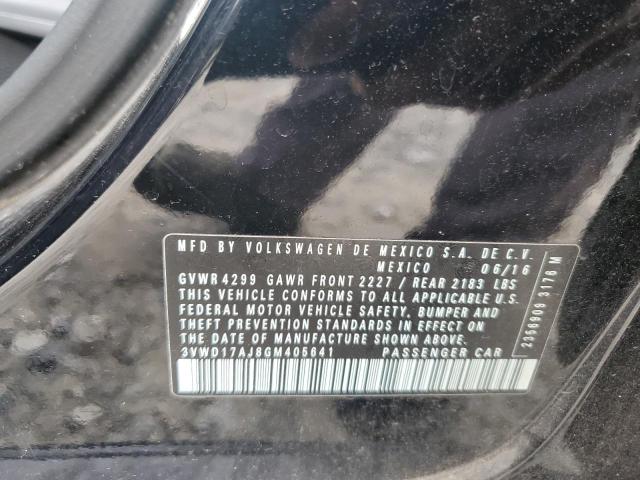 MFD BY VOLKSWAGEN DE MEXICO S.A. DE C.V.
MEXICO 06/16
GVWR 4299 GAWR FRONT 2227 / REAR 2183 LBS
THIS VEHICLE CONFORMS TO ALL APPLICABLE U.S.
FEDERAL MOTOR VEHICLE SAFETY, BUMPER AND
THEFT PREVENTION STANDARDS IN EFFECT ON
THE DATE OF MANUFACTURE SHOWN ABOVE.
3VWD17AJ8GM405641 PASSENGER CAR
2356909 3178 M